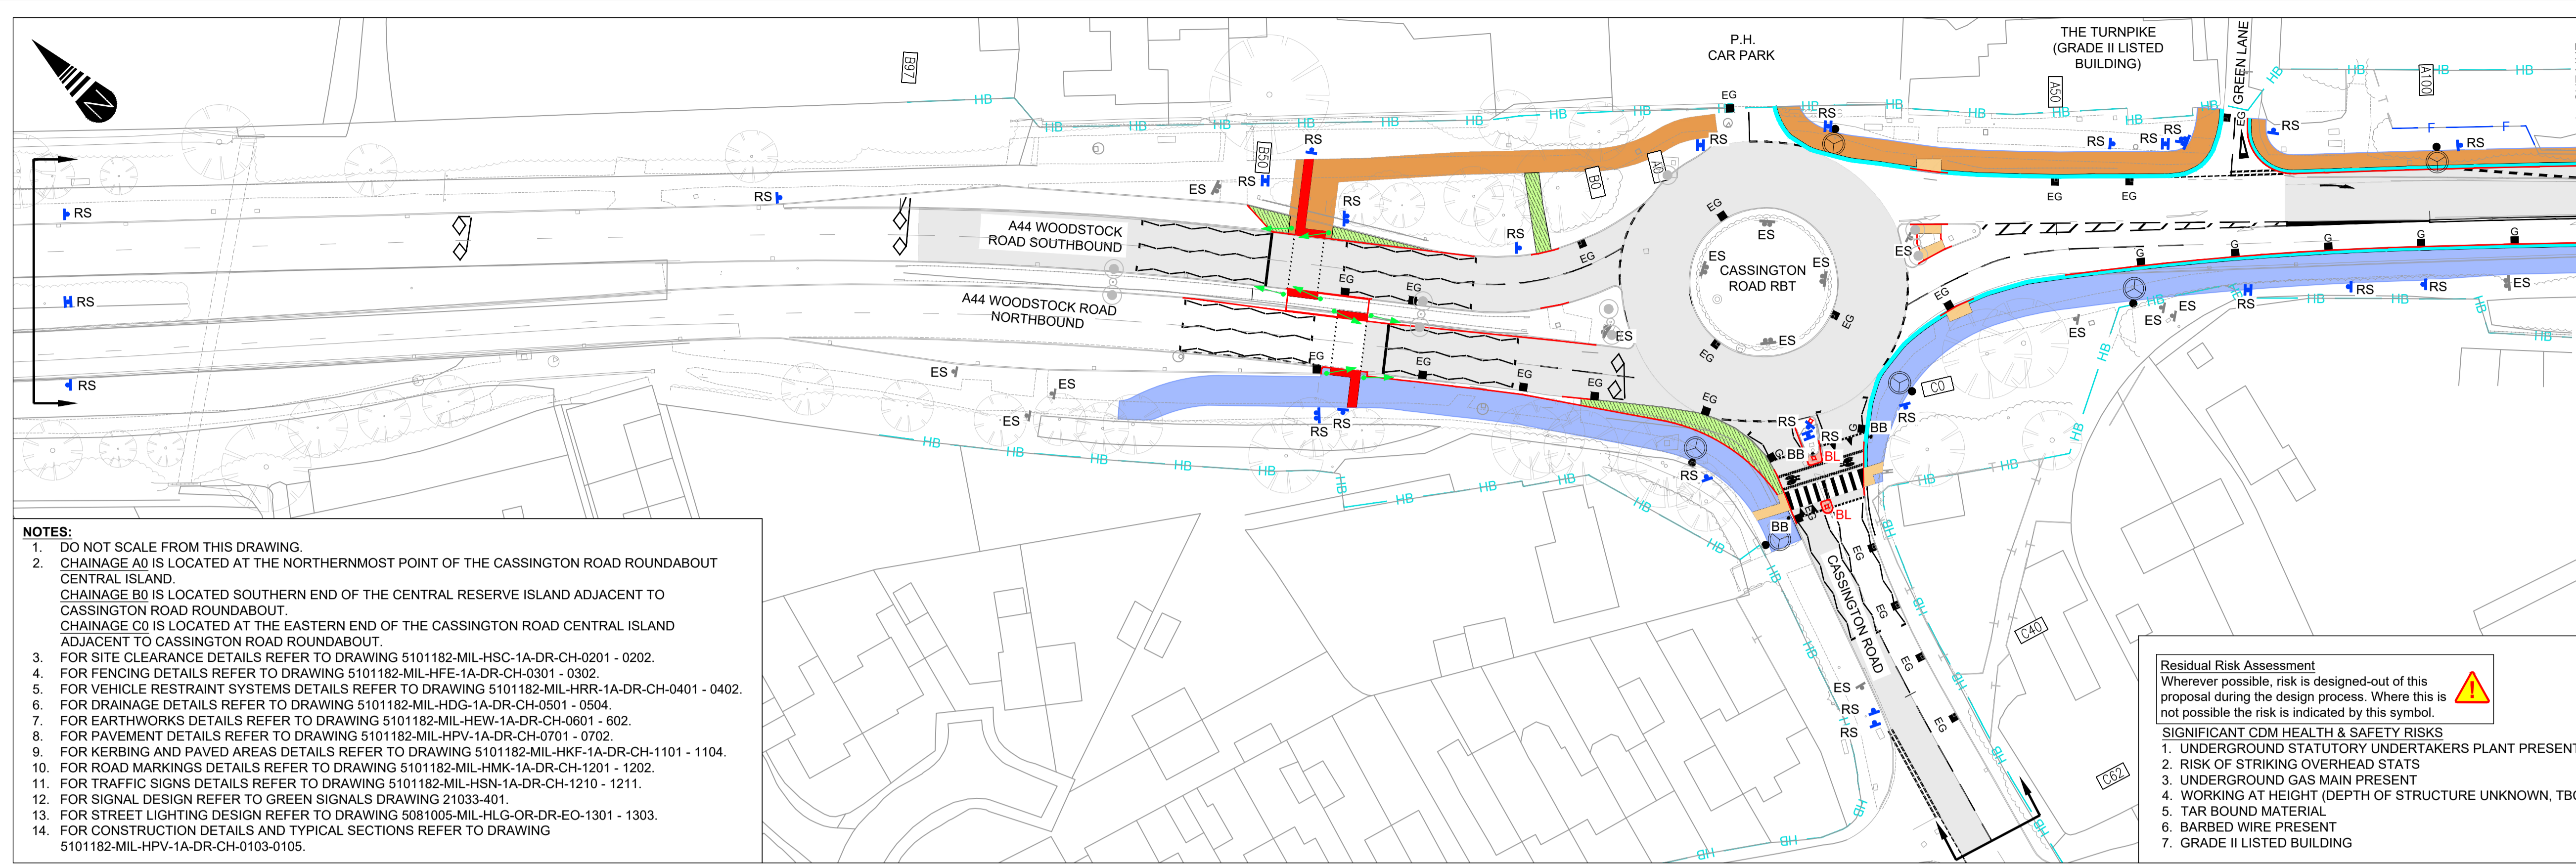 P.H.
CAR PARK
THE TURNPIKE
(GRADE II LISTED
BUILDING)
GREEN LANE
B97
B50
B0
A0
A50
A100
C0
C40
C62
N
A44 WOODSTOCK
ROAD SOUTHBOUND
A44 WOODSTOCK ROAD
NORTHBOUND
CASSINGTON
ROAD RBT
CASSINGTON ROAD
RS
ES
EG
G
HB
F
BB
BL
NOTES:
1. DO NOT SCALE FROM THIS DRAWING.
2. CHAINAGE A0 IS LOCATED AT THE NORTHERNMOST POINT OF THE CASSINGTON ROAD ROUNDABOUT
CENTRAL ISLAND.
CHAINAGE B0 IS LOCATED SOUTHERN END OF THE CENTRAL RESERVE ISLAND ADJACENT TO
CASSINGTON ROAD ROUNDABOUT.
CHAINAGE C0 IS LOCATED AT THE EASTERN END OF THE CASSINGTON ROAD CENTRAL ISLAND
ADJACENT TO CASSINGTON ROAD ROUNDABOUT.
3. FOR SITE CLEARANCE DETAILS REFER TO DRAWING 5101182-MIL-HSC-1A-DR-CH-0201 - 0202.
4. FOR FENCING DETAILS REFER TO DRAWING 5101182-MIL-HFE-1A-DR-CH-0301 - 0302.
5. FOR VEHICLE RESTRAINT SYSTEMS DETAILS REFER TO DRAWING 5101182-MIL-HRR-1A-DR-CH-0401 - 0402.
6. FOR DRAINAGE DETAILS REFER TO DRAWING 5101182-MIL-HDG-1A-DR-CH-0501 - 0504.
7. FOR EARTHWORKS DETAILS REFER TO DRAWING 5101182-MIL-HEW-1A-DR-CH-0601 - 602.
8. FOR PAVEMENT DETAILS REFER TO DRAWING 5101182-MIL-HPV-1A-DR-CH-0701 - 0702.
9. FOR KERBING AND PAVED AREAS DETAILS REFER TO DRAWING 5101182-MIL-HKF-1A-DR-CH-1101 - 1104.
10. FOR ROAD MARKINGS DETAILS REFER TO DRAWING 5101182-MIL-HMK-1A-DR-CH-1201 - 1202.
11. FOR TRAFFIC SIGNS DETAILS REFER TO DRAWING 5101182-MIL-HSN-1A-DR-CH-1210 - 1211.
12. FOR SIGNAL DESIGN REFER TO GREEN SIGNALS DRAWING 21033-401.
13. FOR STREET LIGHTING DESIGN REFER TO DRAWING 5081005-MIL-HLG-OR-DR-EO-1301 - 1303.
14. FOR CONSTRUCTION DETAILS AND TYPICAL SECTIONS REFER TO DRAWING
5101182-MIL-HPV-1A-DR-CH-0103-0105.
Residual Risk Assessment
Wherever possible, risk is designed-out of this
proposal during the design process. Where this is
not possible the risk is indicated by this symbol.
SIGNIFICANT CDM HEALTH & SAFETY RISKS
1. UNDERGROUND STATUTORY UNDERTAKERS PLANT PRESENT
2. RISK OF STRIKING OVERHEAD STATS
3. UNDERGROUND GAS MAIN PRESENT
4. WORKING AT HEIGHT (DEPTH OF STRUCTURE UNKNOWN,
5. TAR BOUND MATERIAL
6. BARBED WIRE PRESENT
7. GRADE II LISTED BUILDING